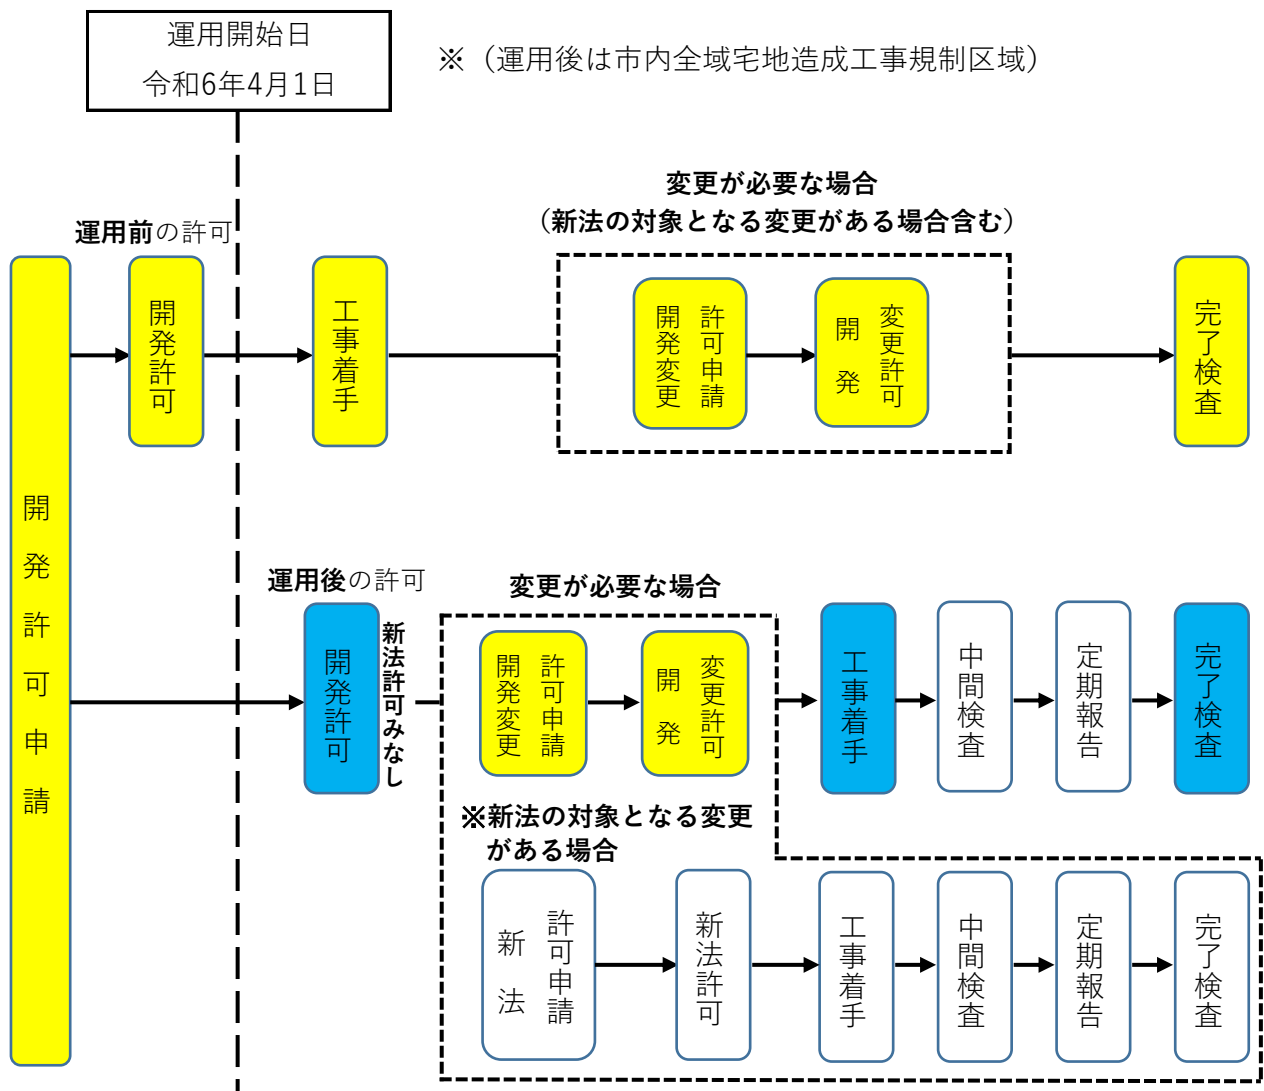 運用開始日
令和6年4月1日
※（運用後は市内全域宅地造成工事規制区域）
変更が必要な場合
（新法の対象となる変更がある場合含む）
運用前の許可
開発許可申請
開発許可
工事着手
開発変更
許可申請
開発
変更許可
完了検査
運用後の許可
変更が必要な場合
開発許可
新法許可みなし
開発変更
許可申請
開発
変更許可
工事着手
中間検査
定期報告
完了検査
※新法の対象となる変更
がある場合
新法
許可申請
新法許可
工事着手
中間検査
定期報告
完了検査